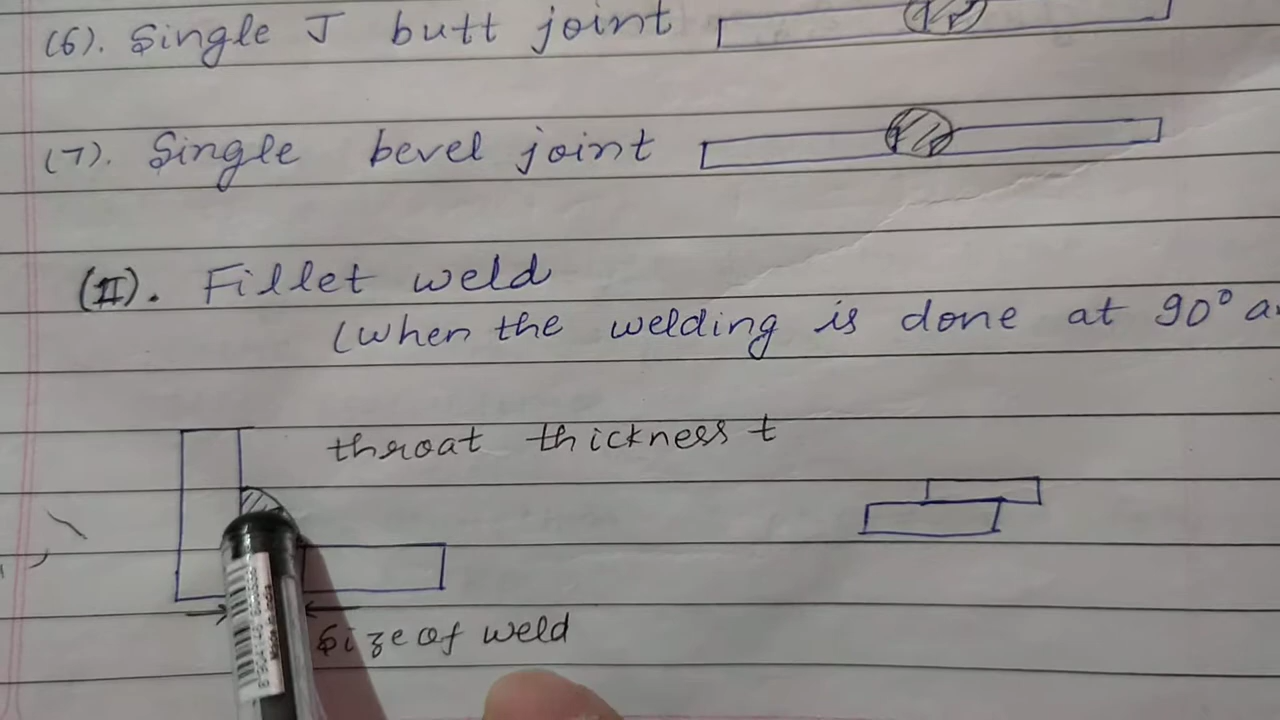 (6). Single J butt joint
(7). Single bevel joint
(II). Fillet weld
(When the welding is done at 90°
throat thickness t
Size of weld